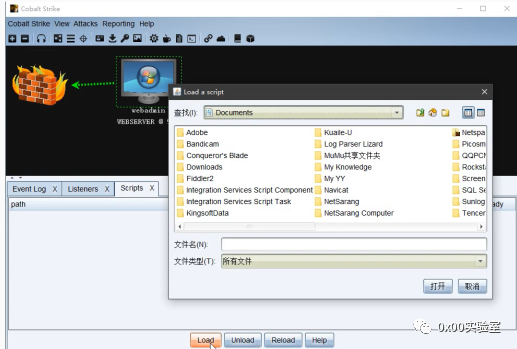 Cobalt Strike
Cobalt Strike View Attacks Reporting Help
webadmin
WEBSERVER @
Load a script
查找(I): Documents
Adobe
Bandicam
Conqueror's Blade
Downloads
Fiddler2
Integration Services Script Component
Integration Services Script Task
KingsoftData
Kuaile-U
Log Parser Lizard
MuMu共享文件夹
My Knowledge
My YY
Navicat
NetSarang
NetSarang Computer
Netspa
Picosm
QQPCM
Rocksta
Screen
SQL Se
Sunlog
Tencen
文件名(N):
文件类型(T): 所有文件
打开 取消
Event Log X Listeners X Scripts X
path
ady
Load Unload Reload Help
0x00实验室